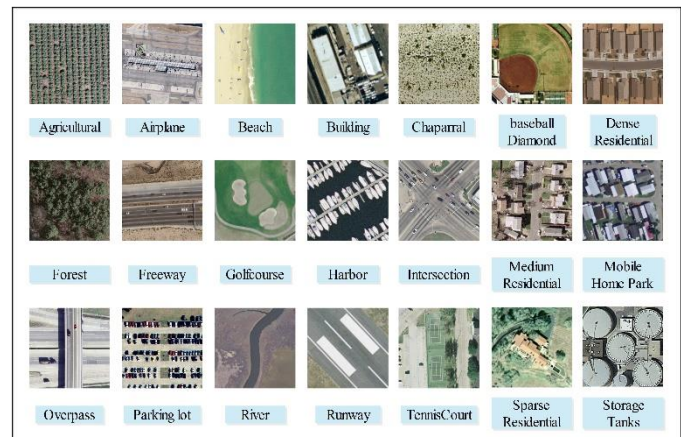 Agricultural
Airplane
Beach
Building
Chaparral
baseball
Diamond
Dense
Residential
Forest
Freeway
Golfcourse
Harbor
Intersection
Medium
Residential
Mobile
Home Park
Overpass
Parking lot
River
Runway
TennisCourt
Sparse
Residential
Storage
Tanks